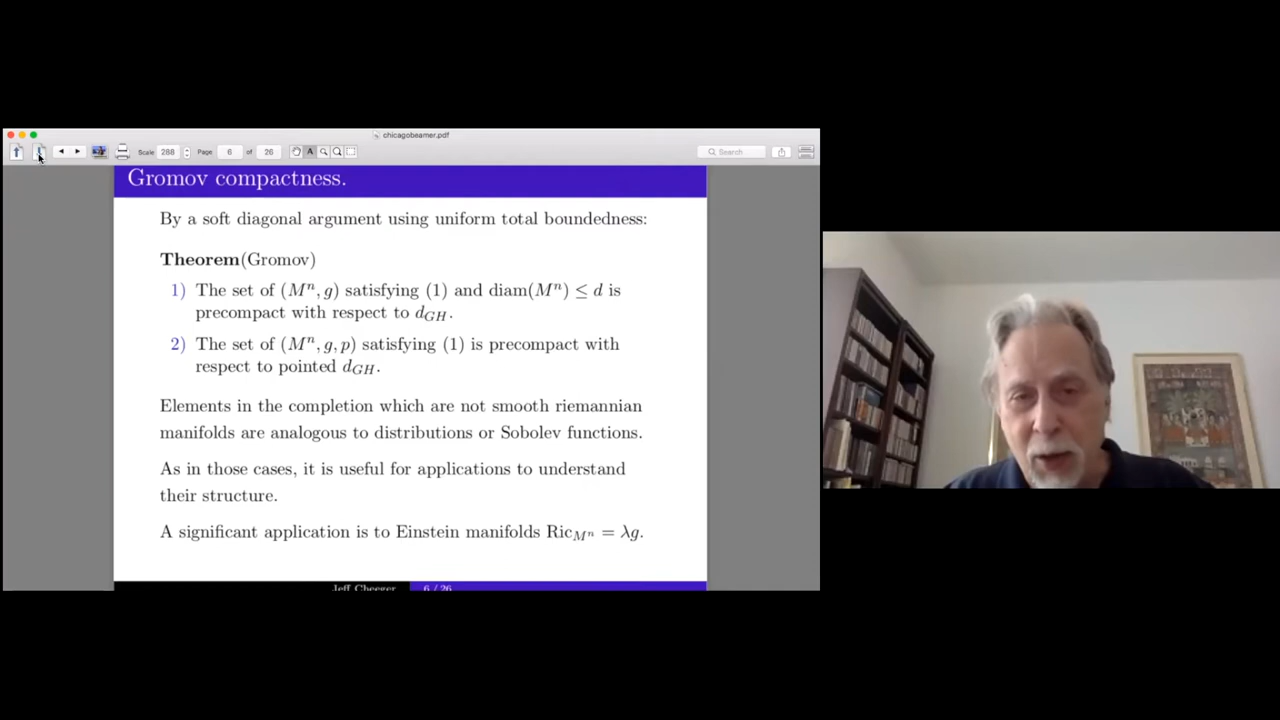 chicagobeamer.pdf
Scale 288 Page: 6 of 26 Search
Gromov compactness.
By a soft diagonal argument using uniform total boundedness:
Theorem(Gromov)
1) The set of (Mⁿ, g) satisfying (1) and diam(Mⁿ) ≤ d is
precompact with respect to d_GH.
2) The set of (Mⁿ, g, p) satisfying (1) is precompact with
respect to pointed d_GH.
Elements in the completion which are not smooth riemannian
manifolds are analogous to distributions or Sobolev functions.
As in those cases, it is useful for applications to understand
their structure.
A significant application is to Einstein manifolds Ric_Mⁿ = λg.
Jeff Cheeger 6 / 26